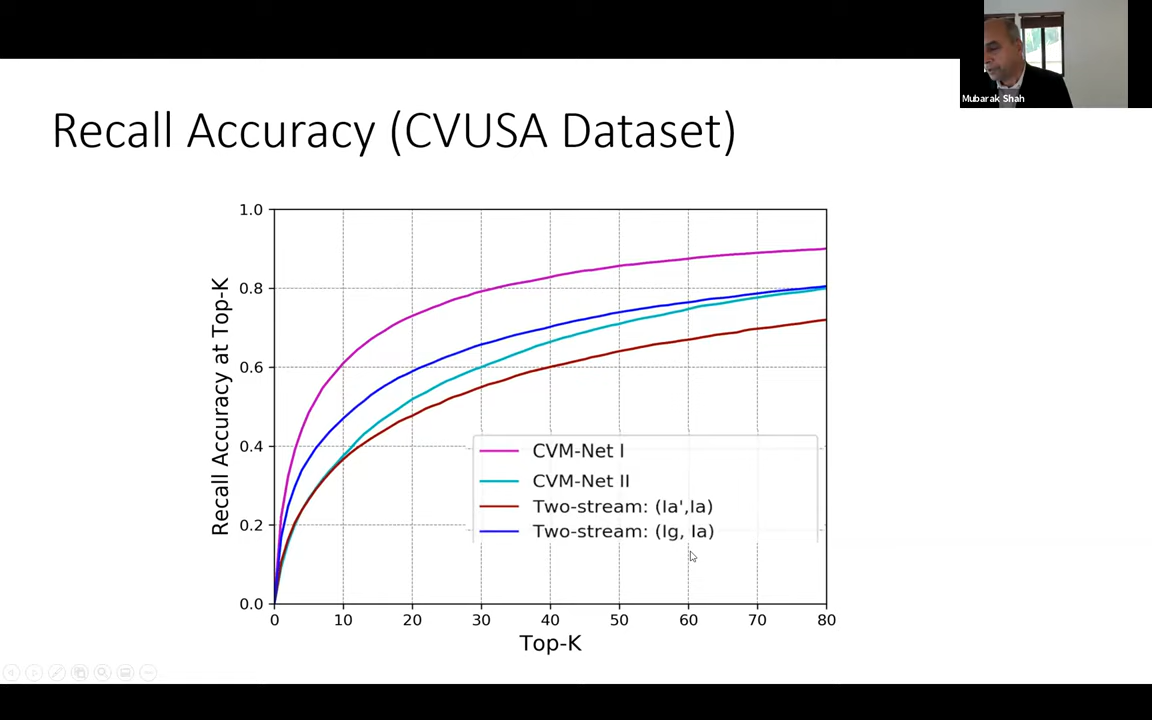 Mubarak Shah
Recall Accuracy (CVUSA Dataset)
Recall Accuracy at Top-K
1.0
0.8
0.6
0.4
0.2
0.0
CVM-Net I
CVM-Net II
Two-stream: (Ia',Ia)
Two-stream: (Ig, Ia)
0 10 20 30 40 50 60 70 80
Top-K